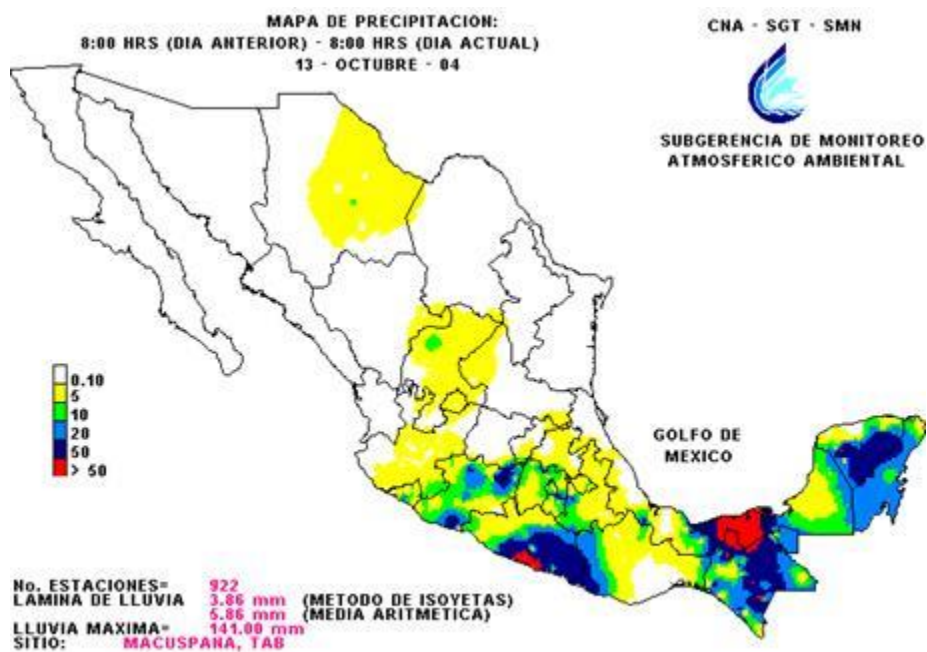 MAPA DE PRECIPITACION:
8:00 HRS (DIA ANTERIOR) - 8:00 HRS (DIA ACTUAL)
13 - OCTUBRE - 04
CNA - SGT - SMN
SUBGERENCIA DE MONITOREO
ATMOSFERICO AMBIENTAL
0.10
5
10
20
50
> 50
GOLFO DE
MEXICO
No. ESTACIONES= 922
LAMINA DE LLUVIA 3.86 mm (METODO DE ISOYETAS)
5.86 mm (MEDIA ARITMETICA)
LLUVIA MAXIMA= 141.00 mm
SITIO: MACUSPANA, TAB